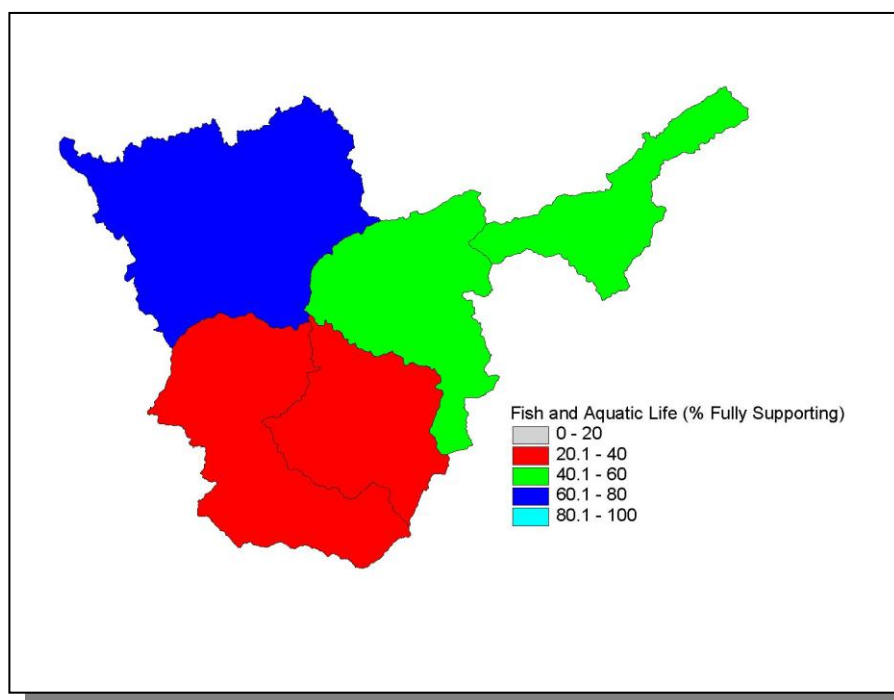 Fish and Aquatic Life (% Fully Supporting)
0 - 20
20.1 - 40
40.1 - 60
60.1 - 80
80.1 - 100